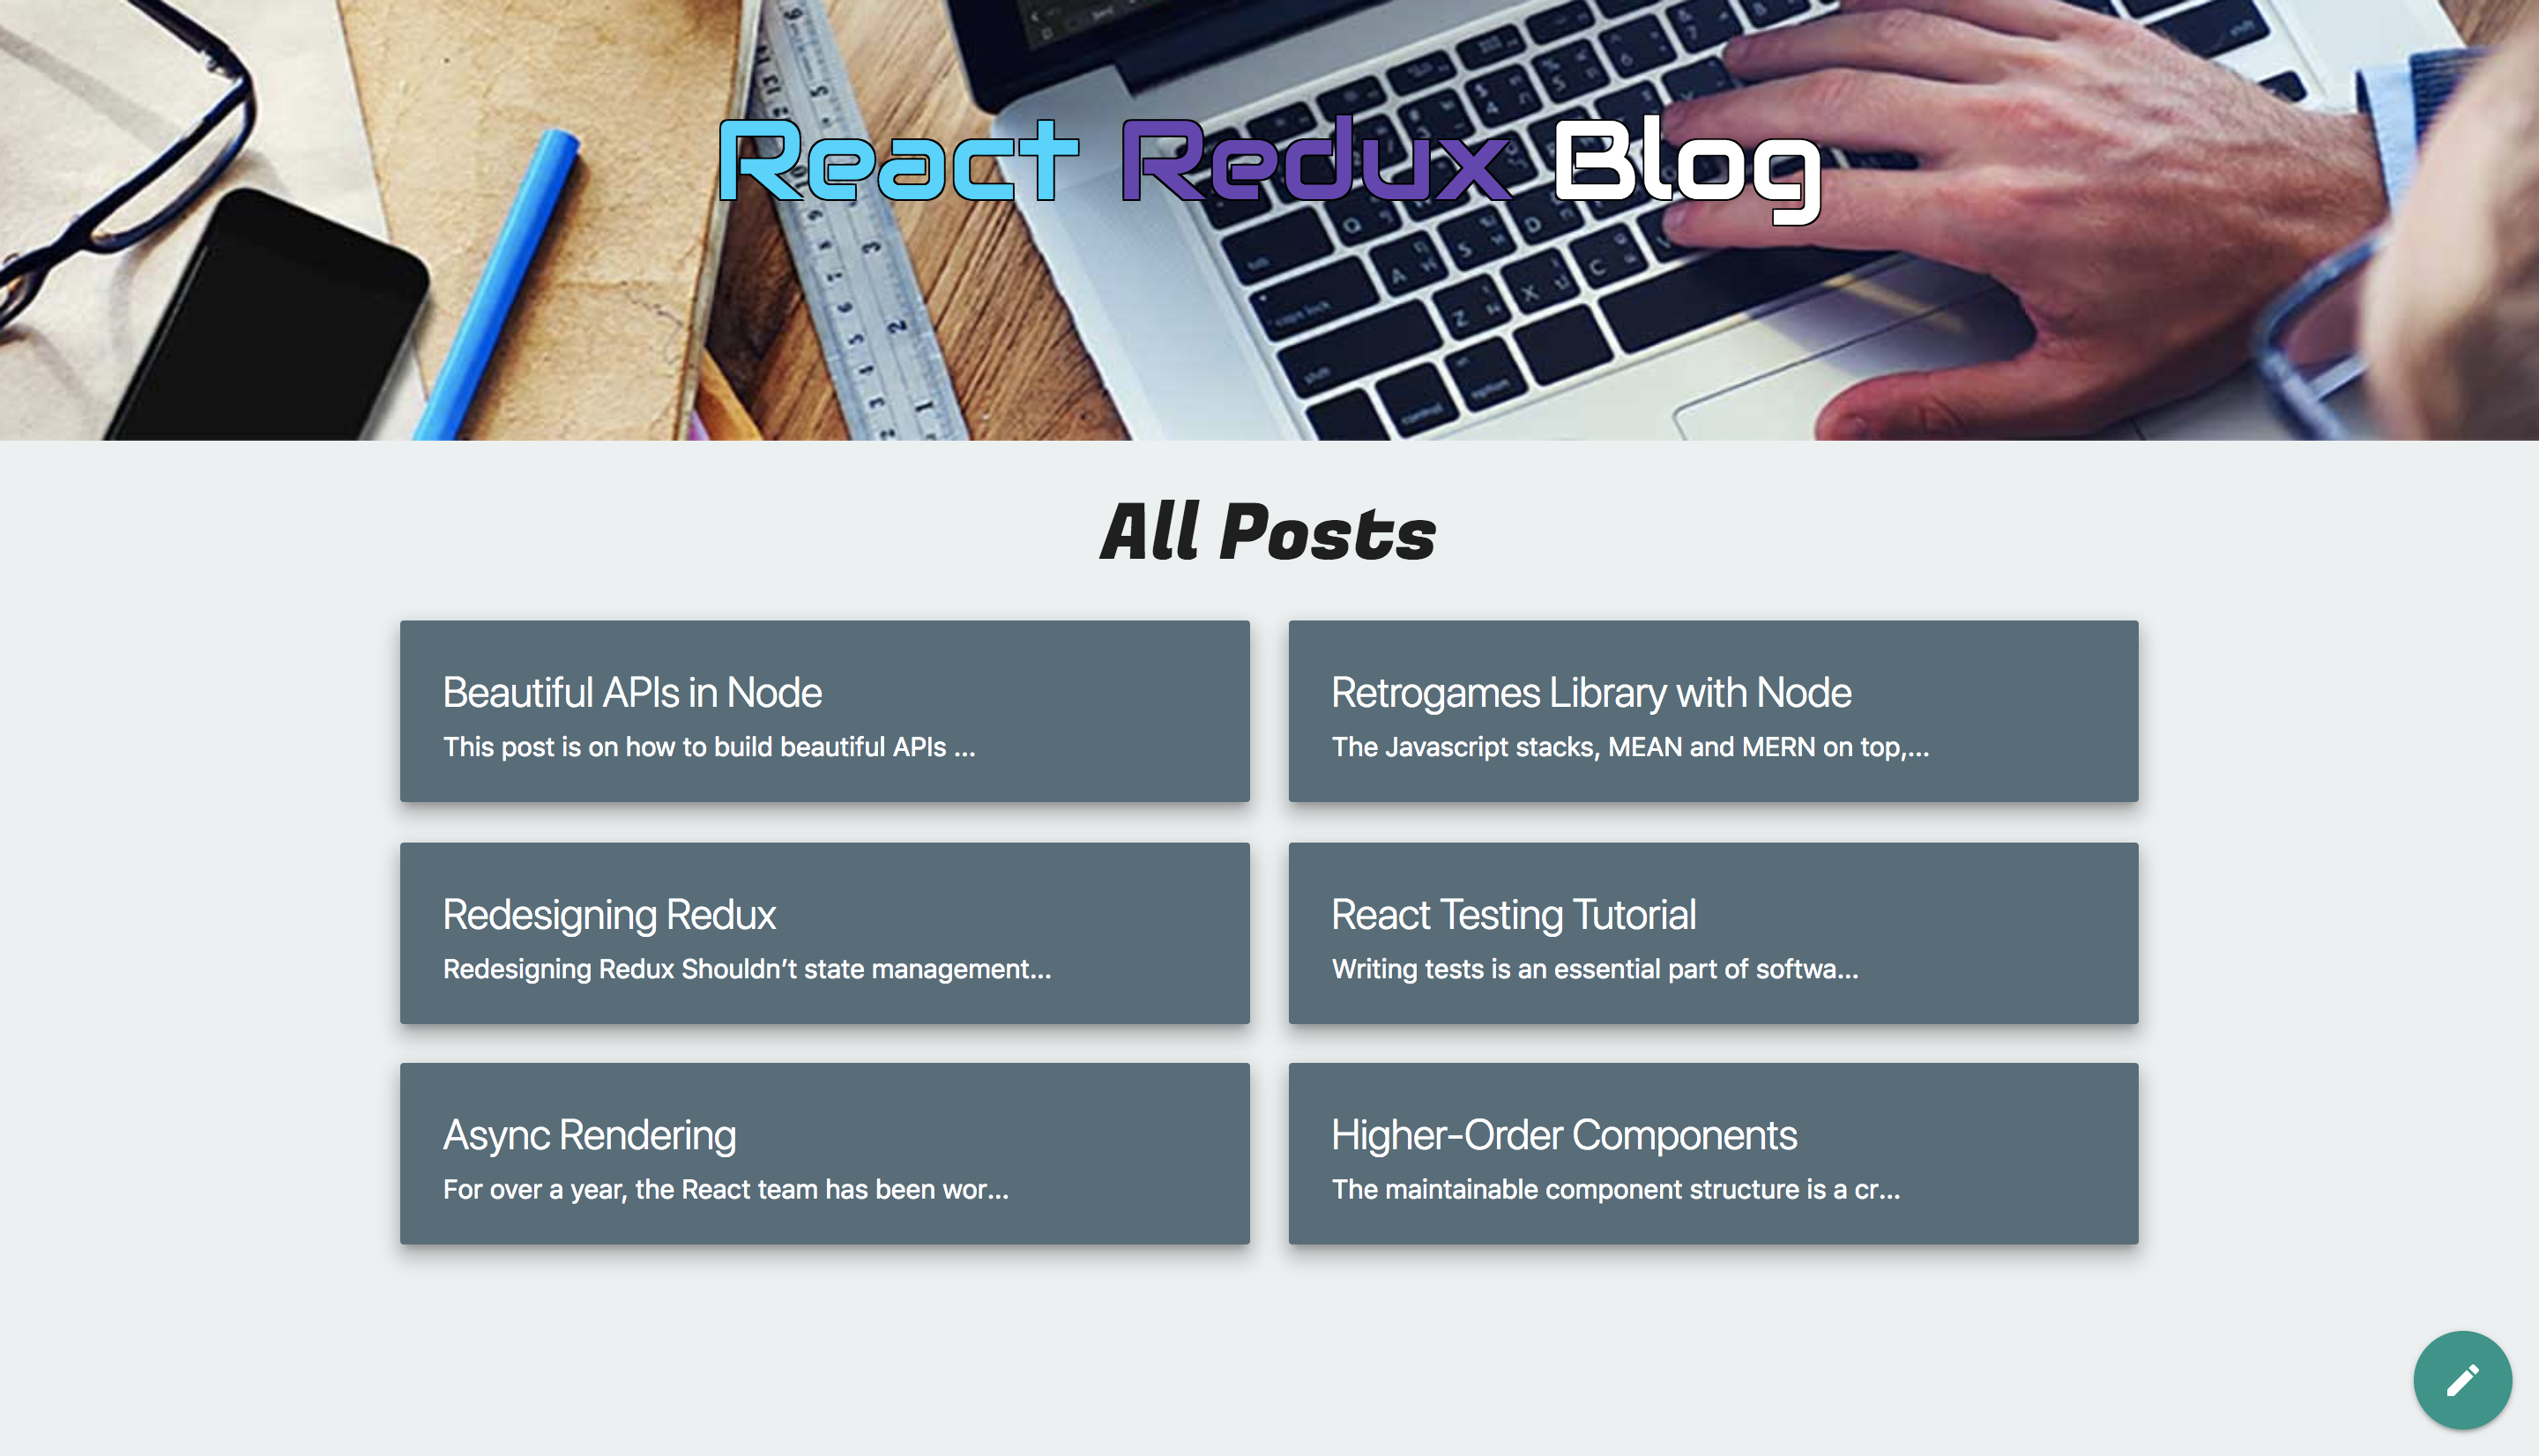 React Redux Blog
All Posts
Beautiful APIs in Node
This post is on how to build beautiful APIs ...
Retrogames Library with Node
The Javascript stacks, MEAN and MERN on top,...
Redesigning Redux
Redesigning Redux Shouldn’t state management...
React Testing Tutorial
Writing tests is an essential part of softwa...
Async Rendering
For over a year, the React team has been wor...
Higher-Order Components
The maintainable component structure is a cr...